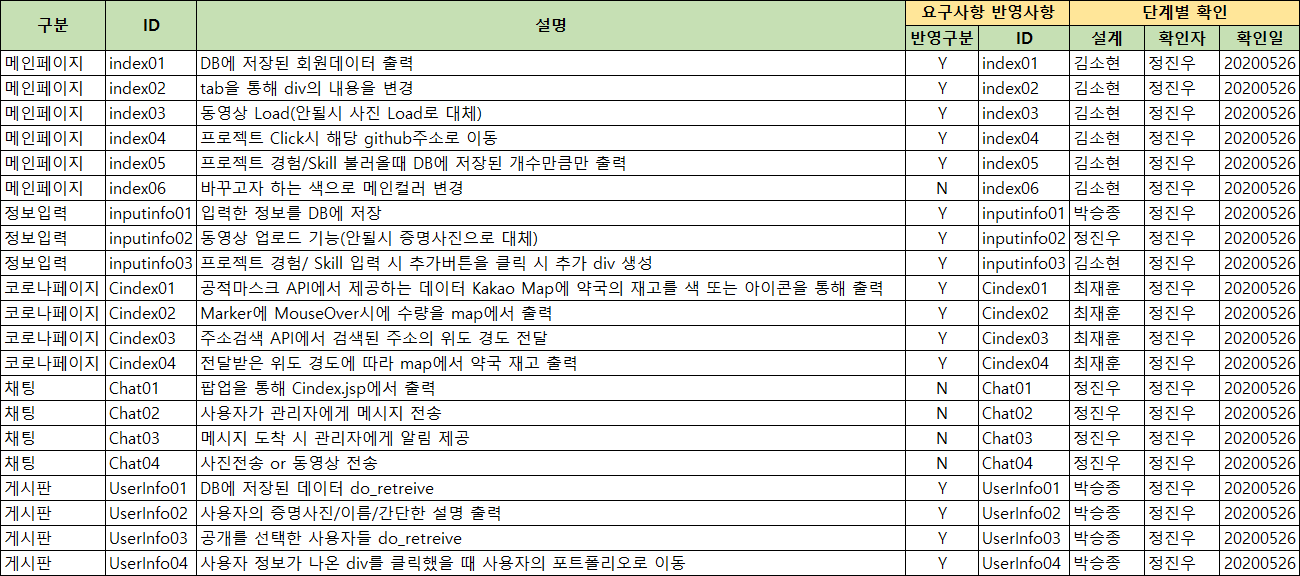 구분 ID 설명 요구사항 반영사항 단계별 확인
반영구분 ID 설계 확인자 확인일
메인페이지 index01 DB에 저장된 회원데이터 출력 Y index01 김소현 정진우 20200526
메인페이지 index02 tab을 통해 div의 내용을 변경 Y index02 김소현 정진우 20200526
메인페이지 index03 동영상 Load(안될시 사진 Load로 대체) Y index03 김소현 정진우 20200526
메인페이지 index04 프로젝트 Click시 해당 github주소로 이동 Y index04 김소현 정진우 20200526
메인페이지 index05 프로젝트 경험/Skill 불러올때 DB에 저장된 개수만큼만 출력 Y index05 김소현 정진우 20200526
메인페이지 index06 바꾸고자 하는 색으로 메인컬러 변경 N index06 김소현 정진우 20200526
정보입력 inputinfo01 입력한 정보를 DB에 저장 Y inputinfo01 박승종 정진우 20200526
정보입력 inputinfo02 동영상 업로드 기능(안될시 증명사진으로 대체) Y inputinfo02 정진우 정진우 20200526
정보입력 inputinfo03 프로젝트 경험/ Skill 입력 시 추가버튼을 클릭 시 추가 div 생성 Y inputinfo03 김소현 정진우 20200526
코로나페이지 Cindex01 공적마스크 API에서 제공하는 데이터 Kakao Map에 약국의 재고를 색 또는 아이콘을 통해 출력 Y Cindex01 최재훈 정진우 20200526
코로나페이지 Cindex02 Marker에 MouseOver시에 수량을 map에서 출력 Y Cindex02 최재훈 정진우 20200526
코로나페이지 Cindex03 주소검색 API에서 검색된 주소의 위도 경도 전달 Y Cindex03 최재훈 정진우 20200526
코로나페이지 Cindex04 전달받은 위도 경도에 따라 map에서 약국 재고 출력 Y Cindex04 최재훈 정진우 20200526
채팅 Chat01 팝업을 통해 Cindex.jsp에서 출력 N Chat01 정진우 정진우 20200526
채팅 Chat02 사용자가 관리자에게 메시지 전송 N Chat02 정진우 정진우 20200526
채팅 Chat03 메시지 도착 시 관리자에게 알림 제공 N Chat03 정진우 정진우 20200526
채팅 Chat04 사진전송 or 동영상 전송 N Chat04 정진우 정진우 20200526
게시판 UserInfo01 DB에 저장된 데이터 do_retreive Y UserInfo01 박승종 정진우 20200526
게시판 UserInfo02 사용자의 증명사진/이름/간단한 설명 출력 Y UserInfo02 박승종 정진우 20200526
게시판 UserInfo03 공개를 선택한 사용자들 do_retreive Y UserInfo03 박승종 정진우 20200526
게시판 UserInfo04 사용자 정보가 나온 div를 클릭했을 때 사용자의 포트폴리오로 이동 Y UserInfo04 박승종 정진우 20200526